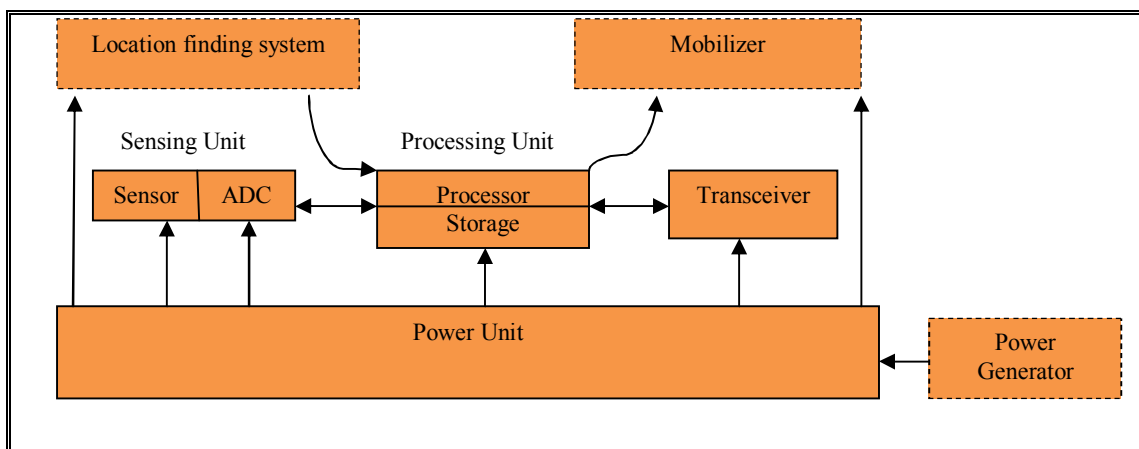 Location finding system
Mobilizer
Sensing Unit
Processing Unit
Sensor
ADC
Processor
Storage
Transceiver
Power Unit
Power
Generator